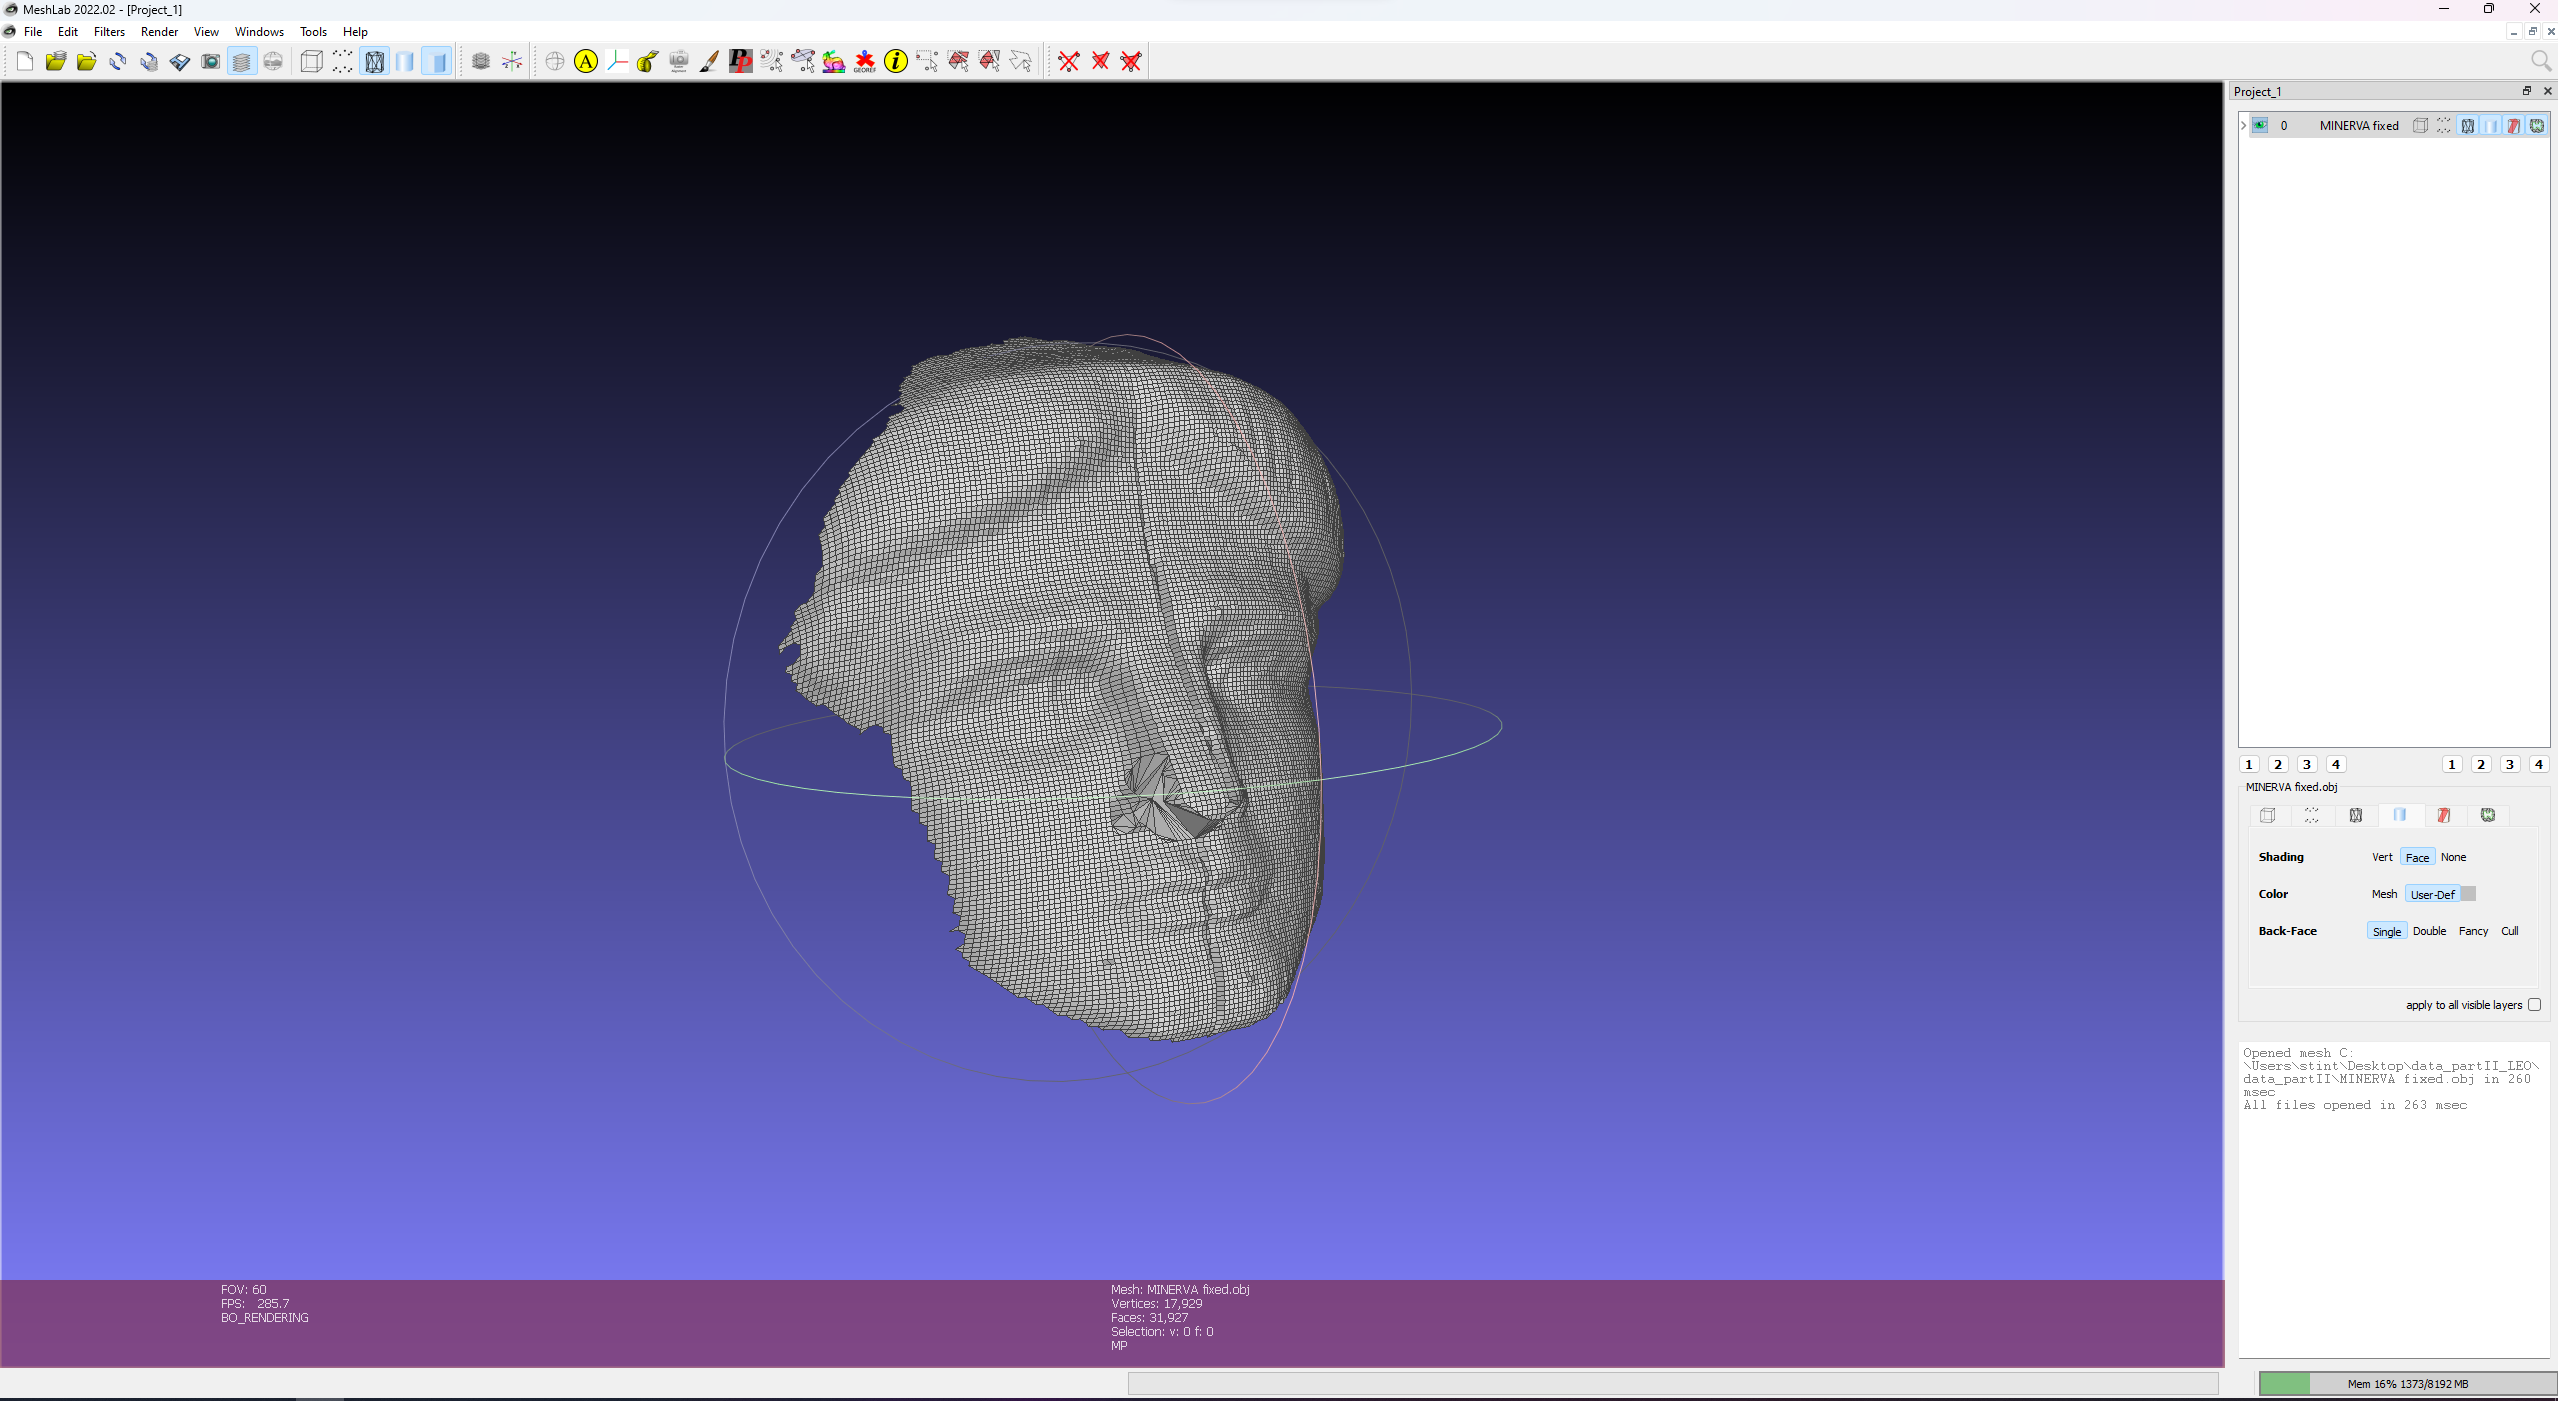 MeshLab 2022.02 - [Project_1]
File Edit Filters Render View Windows Tools Help
A
PP
GEOREF
i
Project_1
0 MINERVA fixed
1 2 3 4 1 2 3 4
MINERVA fixed.obj
Shading Vert Face None
Color Mesh User-Def
Back-Face Single Double Fancy Cull
apply to all visible layers
Opened mesh C:
\Users\stint\Desktop\data_partII_LEO\
data_partII\MINERVA fixed.obj in 260
msec
All files opened in 263 msec
FOV: 60
FPS: 285.7
BO_RENDERING
Mesh: MINERVA fixed.obj
Vertices: 17,929
Faces: 31,927
Selection: v: 0 f: 0
MP
Mem 16% 1373/8192 MB